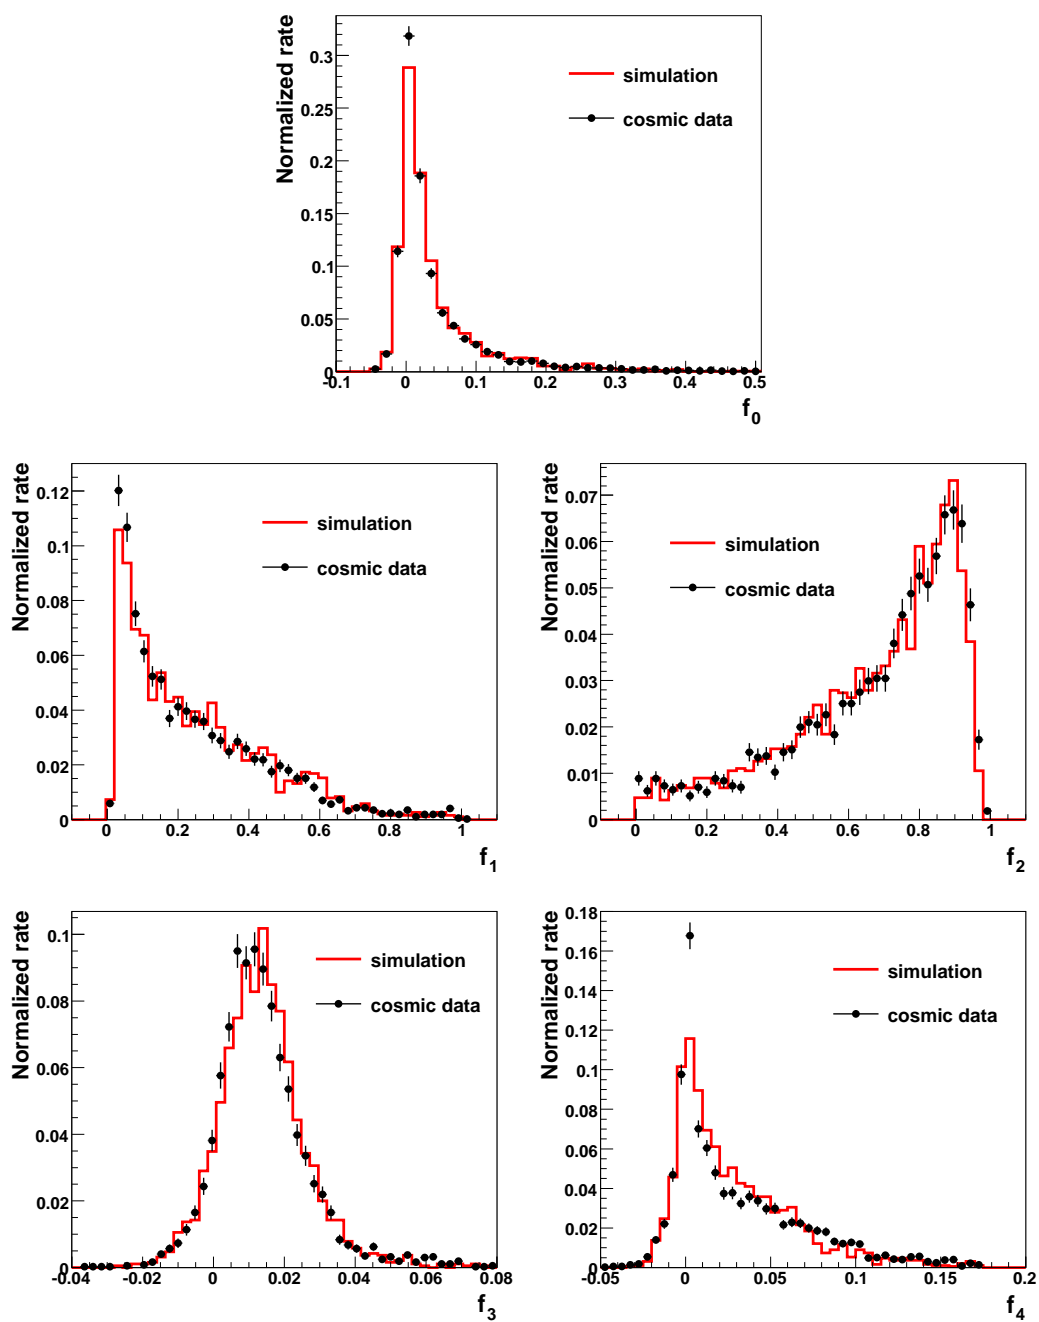 Normalized rate
0.3
0.25
0.2
0.15
0.1
0.05
0
simulation
cosmic data
-0.1 0 0.1 0.2 0.3 0.4 0.5
f0
Normalized rate
0.12
0.1
0.08
0.06
0.04
0.02
0
simulation
cosmic data
0 0.2 0.4 0.6 0.8 1
f1
Normalized rate
0.07
0.06
0.05
0.04
0.03
0.02
0.01
0
simulation
cosmic data
0 0.2 0.4 0.6 0.8 1
f2
Normalized rate
0.1
0.08
0.06
0.04
0.02
0
simulation
cosmic data
-0.04 -0.02 0 0.02 0.04 0.06 0.08
f3
Normalized rate
0.18
0.16
0.14
0.12
0.1
0.08
0.06
0.04
0.02
0
simulation
cosmic data
-0.05 0 0.05 0.1 0.15 0.2
f4